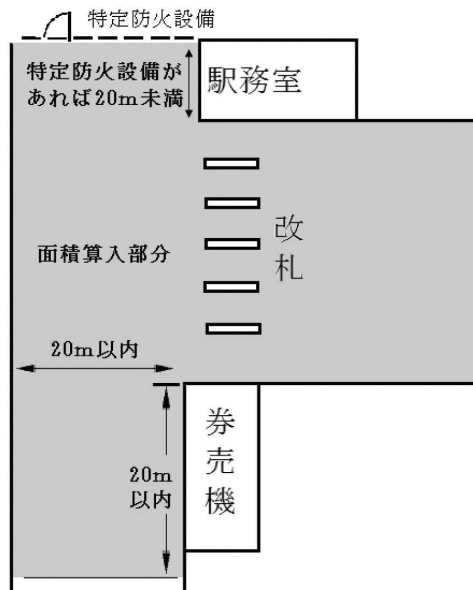 特定防火設備
特定防火設備が
あれば20m未満
駅務室
改札
面積算入部分
20m以内
20m
以内
券売機